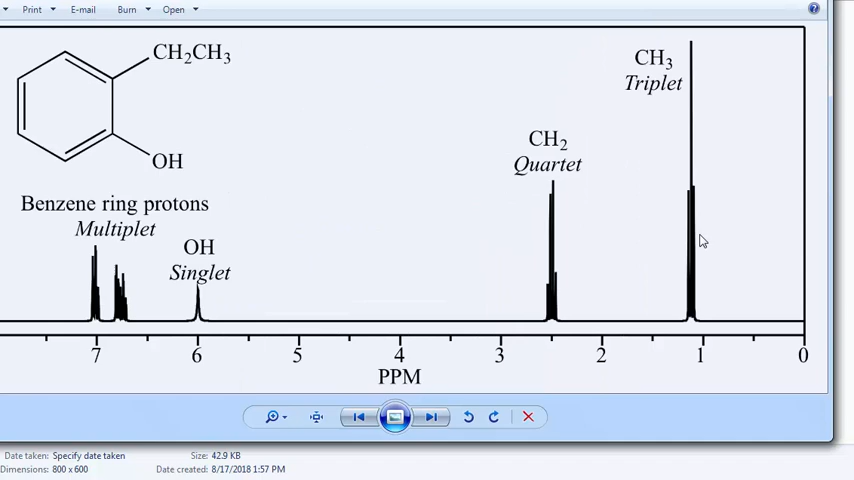 Print E-mail Burn Open
CH₂CH₃
OH
CH₃
Triplet
CH₂
Quartet
Benzene ring protons
Multiplet
OH
Singlet
7 6 5 4 3 2 1 0
PPM
Date taken: Specify date taken Size: 42.9 KB
Dimensions: 800 x 600 Date created: 8/17/2018 1:57 PM